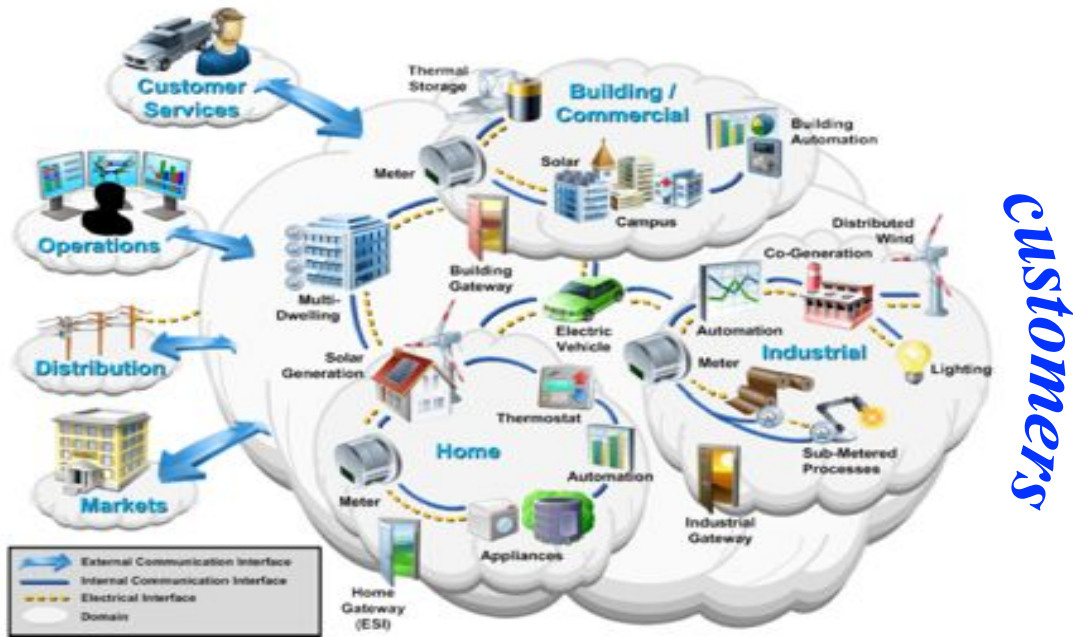 Customer
Services
Operations
Distribution
Markets
Thermal
Storage
Building /
Commercial
Building
Automation
Meter
Solar
Campus
Building
Gateway
Multi-
Dwelling
Electric
Vehicle
Distributed
Wind
Co-Generation
Automation
Meter
Industrial
Lighting
Sub-Metered
Processes
Industrial
Gateway
Solar
Generation
Thermostat
Home
Automation
Meter
Appliances
Home
Gateway
(ESI)
External Communication Interface
Internal Communication Interface
Electrical Interface
Domain
customers